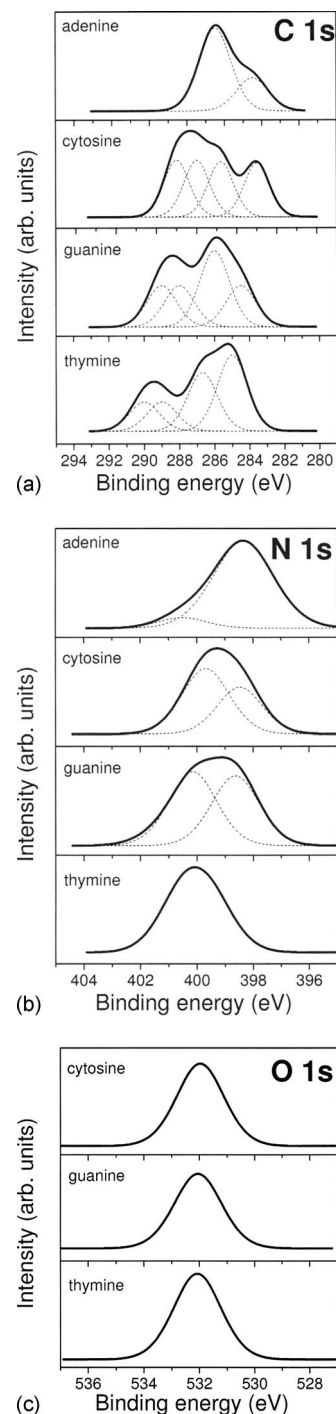 adenine
C 1s
cytosine
guanine
thymine
Intensity (arb. units)
294 292 290 288 286 284 282 280
Binding energy (eV)
(a)
adenine
N 1s
cytosine
guanine
thymine
Intensity (arb. units)
404 402 400 398 396
Binding energy (eV)
(b)
cytosine
O 1s
guanine
thymine
Intensity (arb. units)
536 534 532 530 528
Binding energy (eV)
(c)